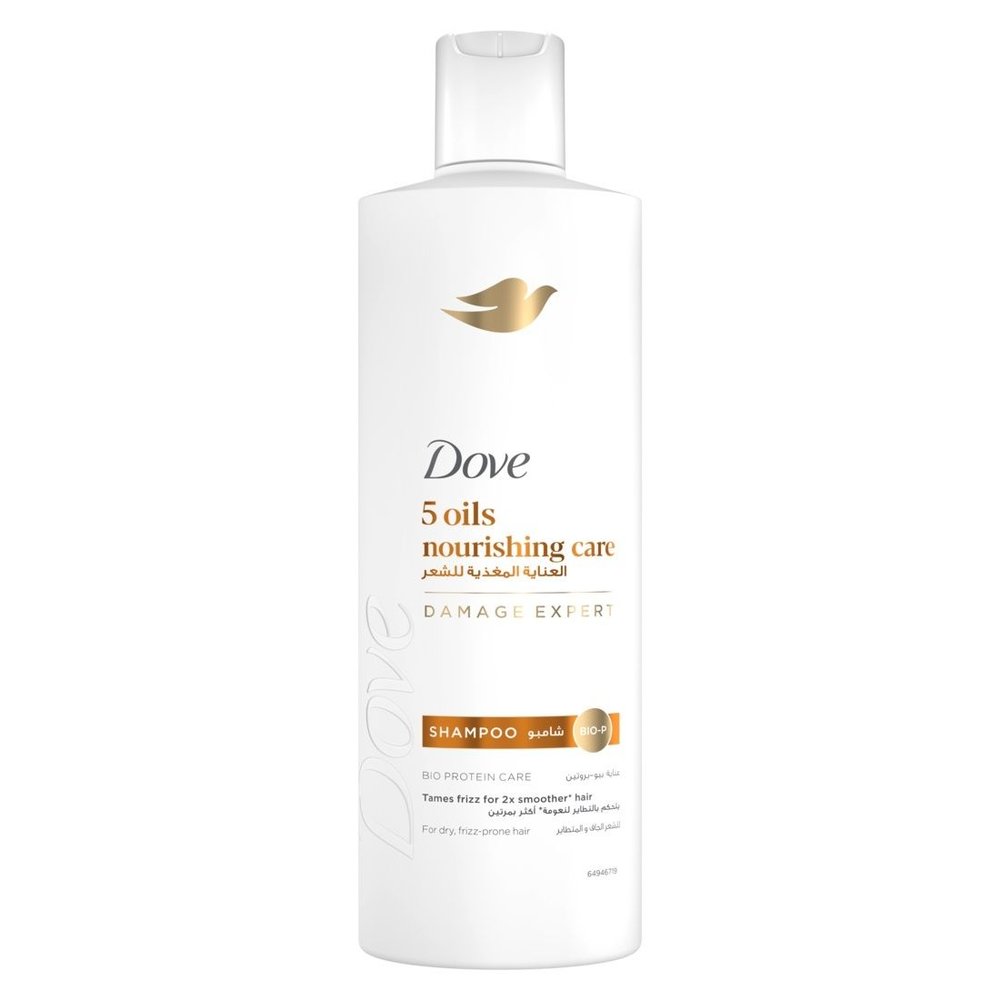 Dove
5 oils
nourishing care
العناية المغذية للشعر
DAMAGE EXPERT
Dove
SHAMPOO شامبو BIO-P
BIO PROTEIN CARE عناية بيو-بروتين
Tames frizz for 2x smoother* hair
يتحكم بالتطاير لنعومة* أكثر بمرتين
For dry, frizz-prone hair للشعر الجاف و المتطاير
64946719